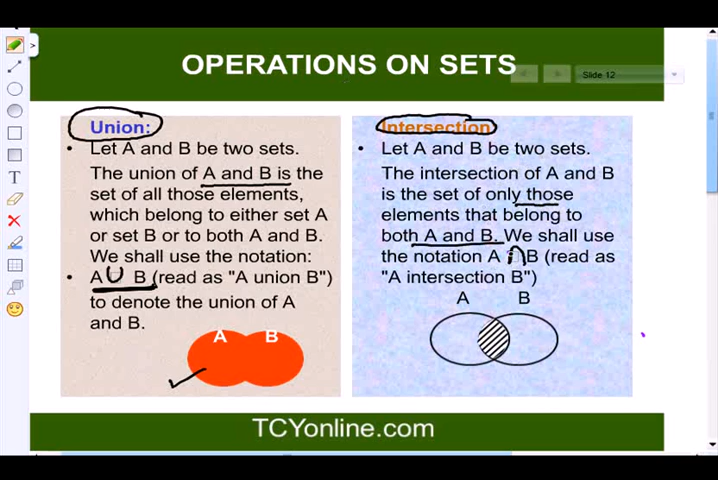 OPERATIONS ON SETS
Slide 12
Union:
• Let A and B be two sets.
The union of A and B is the
set of all those elements,
which belong to either set A
or set B or to both A and B.
We shall use the notation:
• A ∪ B (read as "A union B")
to denote the union of A
and B.
A B
Intersection
• Let A and B be two sets.
The intersection of A and B
is the set of only those
elements that belong to
both A and B. We shall use
the notation A ∩ B (read as
"A intersection B")
A B
TCYonline.com
T